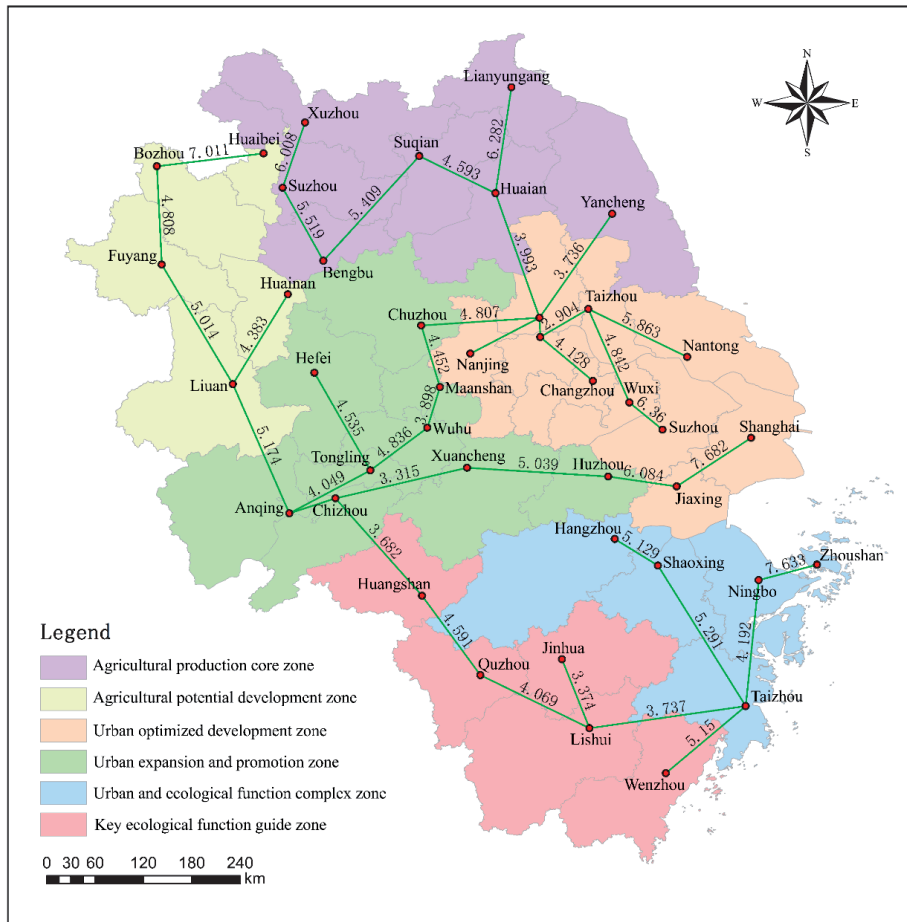 Lianyungang
N
W
E
S
Xuzhou
Huaibei
Suqian
6.282
7.011
6.008
Bozhou
4.593
Suzhou
Huaian
Yancheng
4.808
5.519
5.409
3.993
3.736
Fuyang
Bengbu
Huainan
Taizhou
5.014
4.383
Chuzhou
4.807
2.904
5.863
Nanjing
4.128
4.842
Nantong
Hefei
4.452
Liuan
Maanshan
Changzhou
Wuxi
6.36
4.535
3.898
Suzhou
Shanghai
4.836
Wuhu
7.682
5.174
Tongling
Xuancheng
Huzhou
4.049
3.315
5.039
6.084
Anqing
Chizhou
Jiaxing
3.682
Hangzhou
5.129
Shaoxing
Zhoushan
7.633
Ningbo
Huangshan
4.591
5.291
4.192
Legend
Jinhua
Quzhou
Agricultural production core zone
3.374
4.069
Agricultural potential development zone
3.737
Taizhou
Urban optimized development zone
Lishui
5.15
Urban expansion and promotion zone
Wenzhou
Urban and ecological function complex zone
Key ecological function guide zone
0 30 60 120 180 240
km